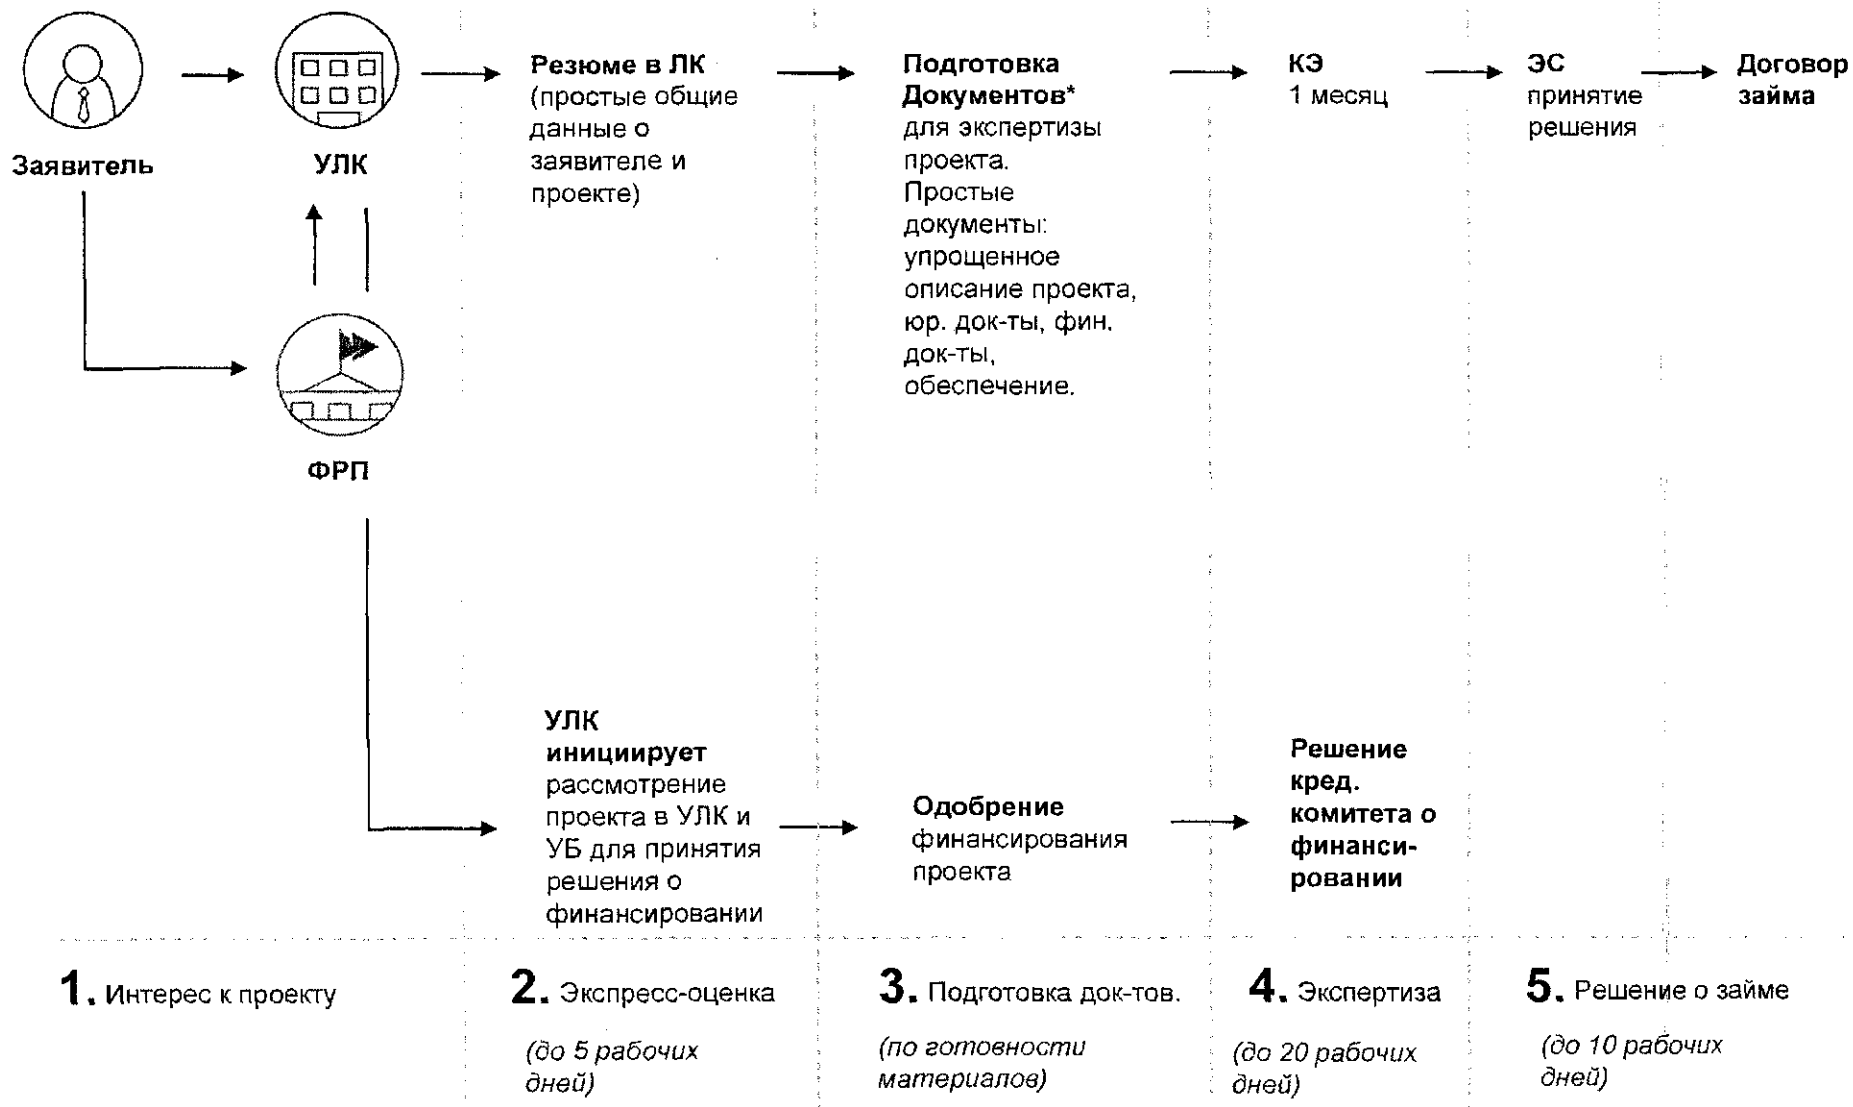 Заявитель
УЛК
ФРП
Резюме в ЛК
(простые общие
данные о
заявителе и
проекте)
Подготовка
Документов*
для экспертизы
проекта.
Простые
документы:
упрощенное
описание проекта,
юр. док-ты, фин.
док-ты,
обеспечение.
КЭ
1 месяц
ЭС
принятие
решения
Договор
займа
УЛК
инициирует
рассмотрение
проекта в УЛК и
УБ для принятия
решения о
финансировании
Одобрение
финансирования
проекта
Решение
кред.
комитета о
финанси-
ровании
1. Интерес к проекту
2. Экспресс-оценка
(до 5 рабочих
дней)
3. Подготовка док-тов.
(по готовности
материалов)
4. Экспертиза
(до 20 рабочих
дней)
5. Решение о займе
(до 10 рабочих
дней)